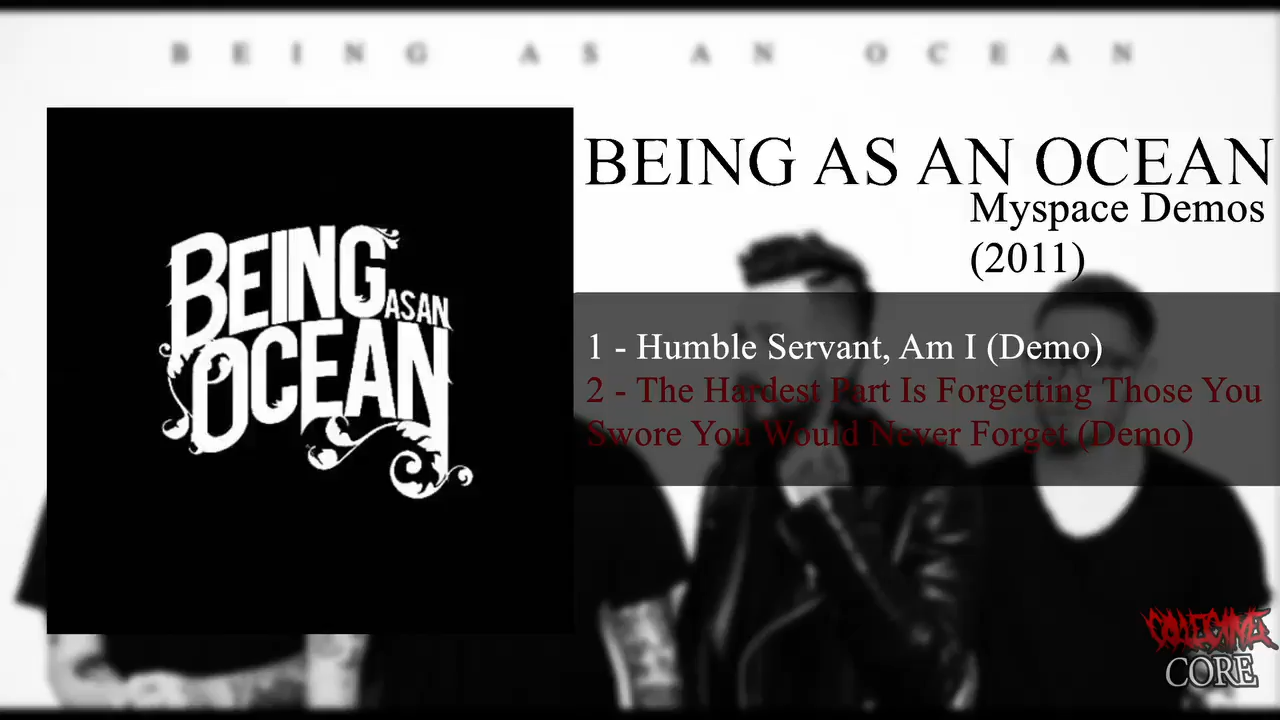 BEING AS AN OCEAN
BEING
AS AN
OCEAN
BEING AS AN OCEAN
Myspace Demos
(2011)
1 - Humble Servant, Am I (Demo)
2 - The Hardest Part Is Forgetting Those You
Swore You Would Never Forget (Demo)
CORE